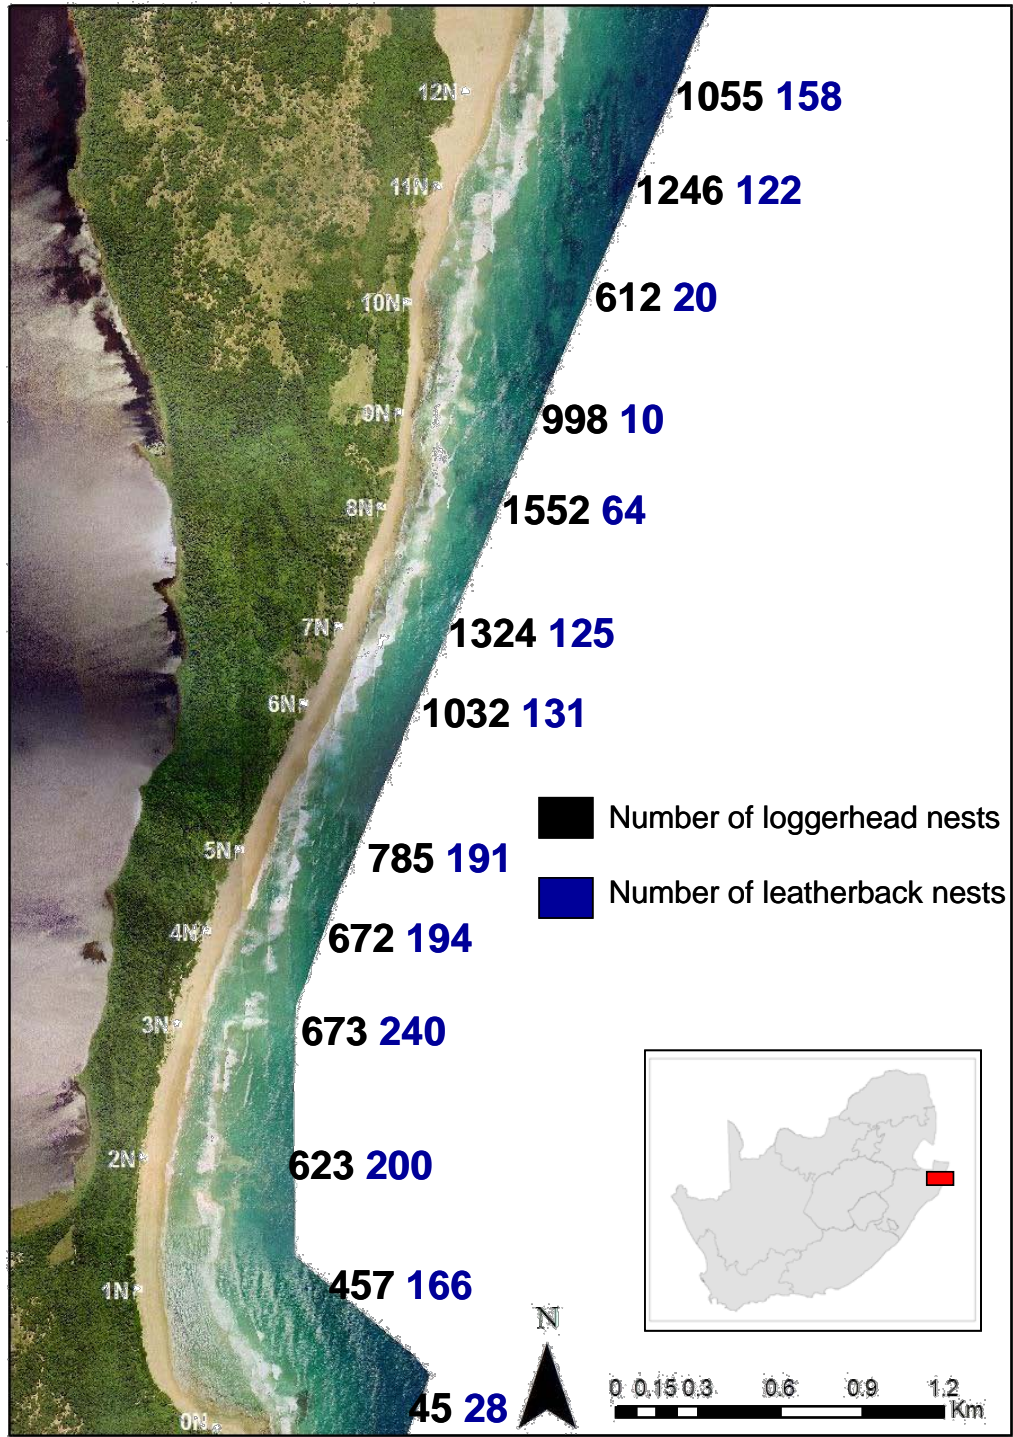 12N 1055 158
11N 1246 122
10N 612 20
9N 998 10
8N 1552 64
7N 1324 125
6N 1032 131
Number of loggerhead nests
5N 785 191
Number of leatherback nests
4N 672 194
3N 673 240
2N 623 200
1N 457 166
N
0 0.15 0.3 0.6 0.9 1.2
Km
0N 45 28